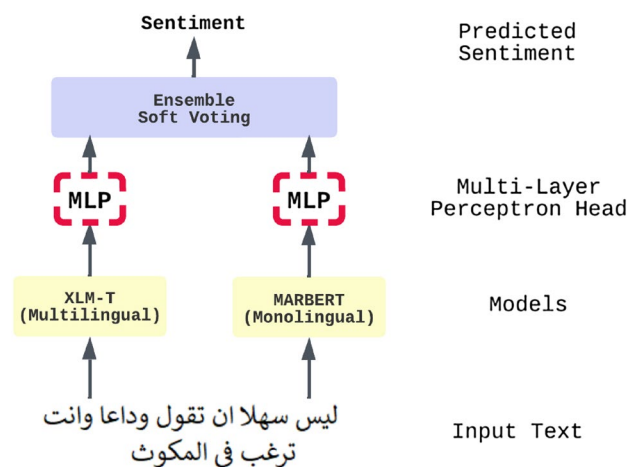 Sentiment
Predicted
Sentiment
Ensemble
Soft Voting
MLP
MLP
Multi-Layer
Perceptron Head
XLM-T
(Multilingual)
MARBERT
(Monolingual)
Models
ليس سهلا ان تقول وداعا وانت
ترغب في المكوث
Input Text